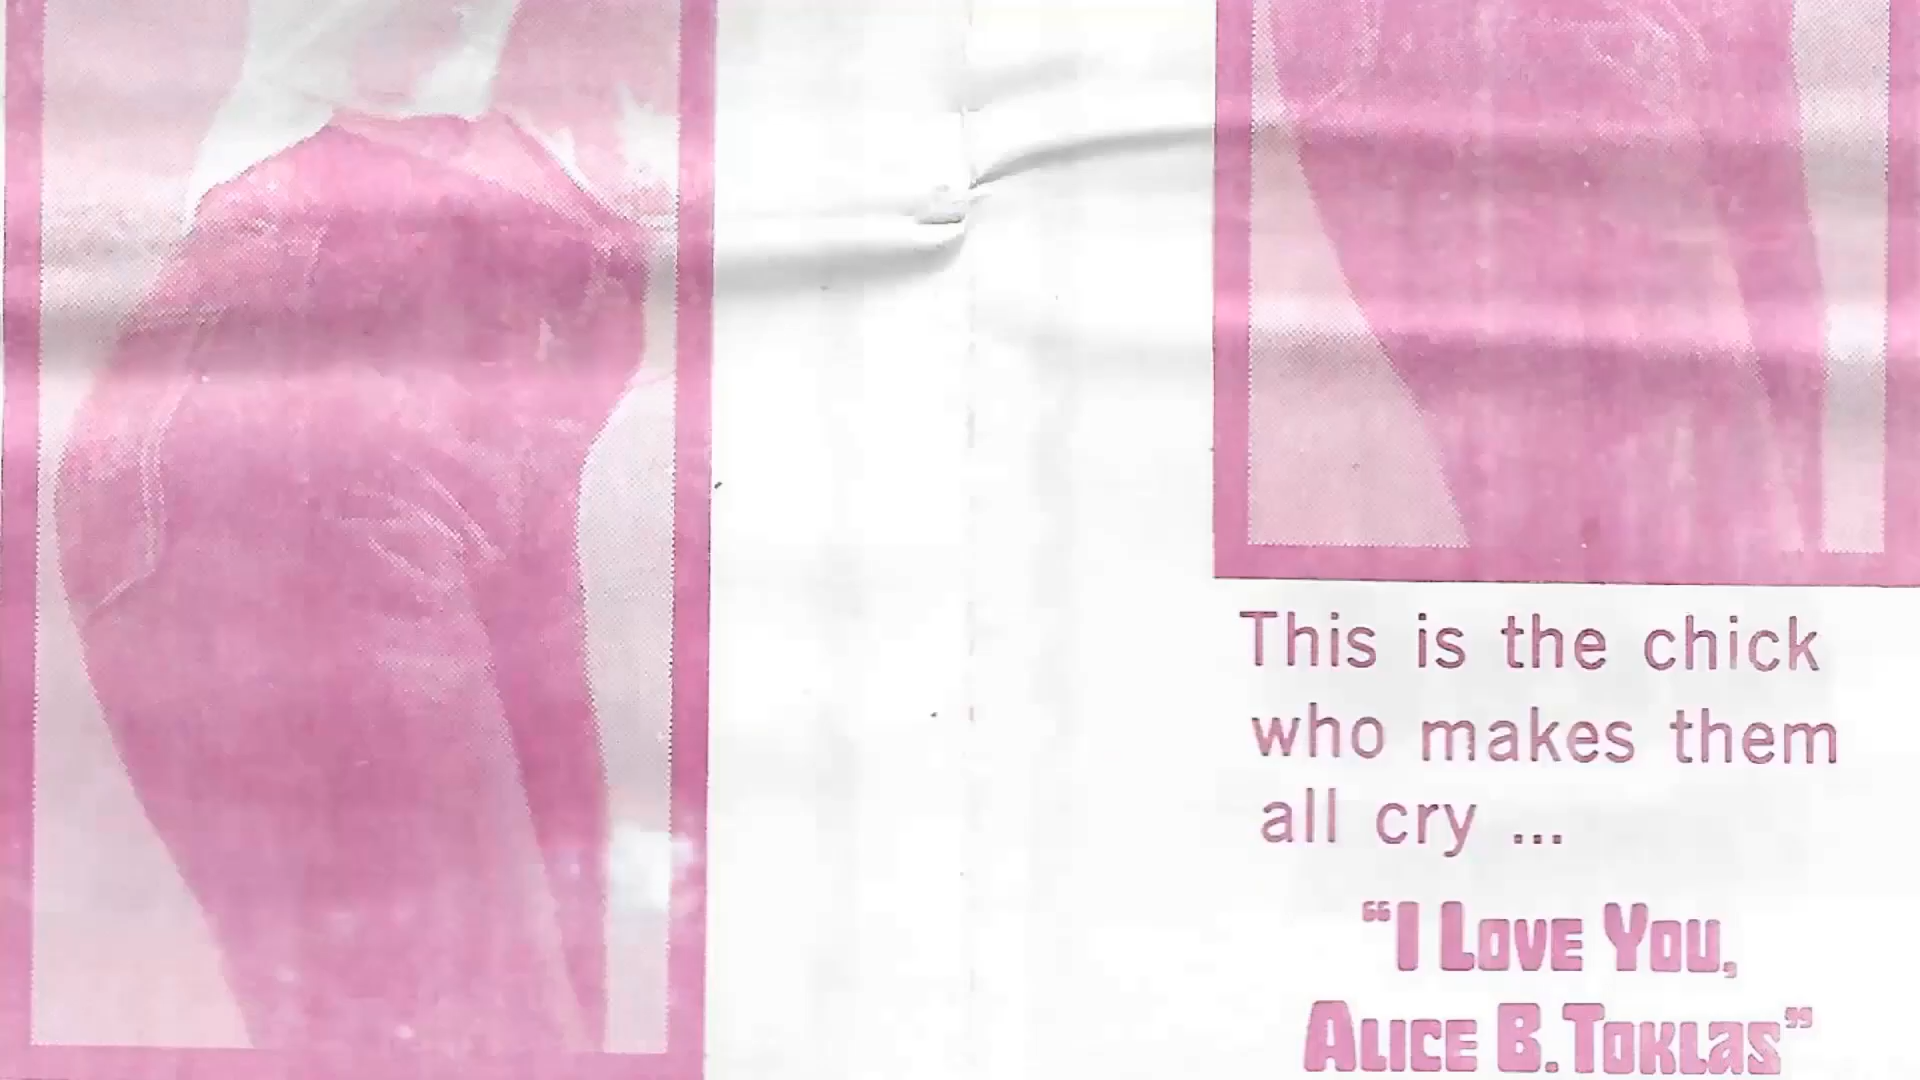 This is the chick
who makes them
all cry ...
“I Love You,
Alice B. Toklas”